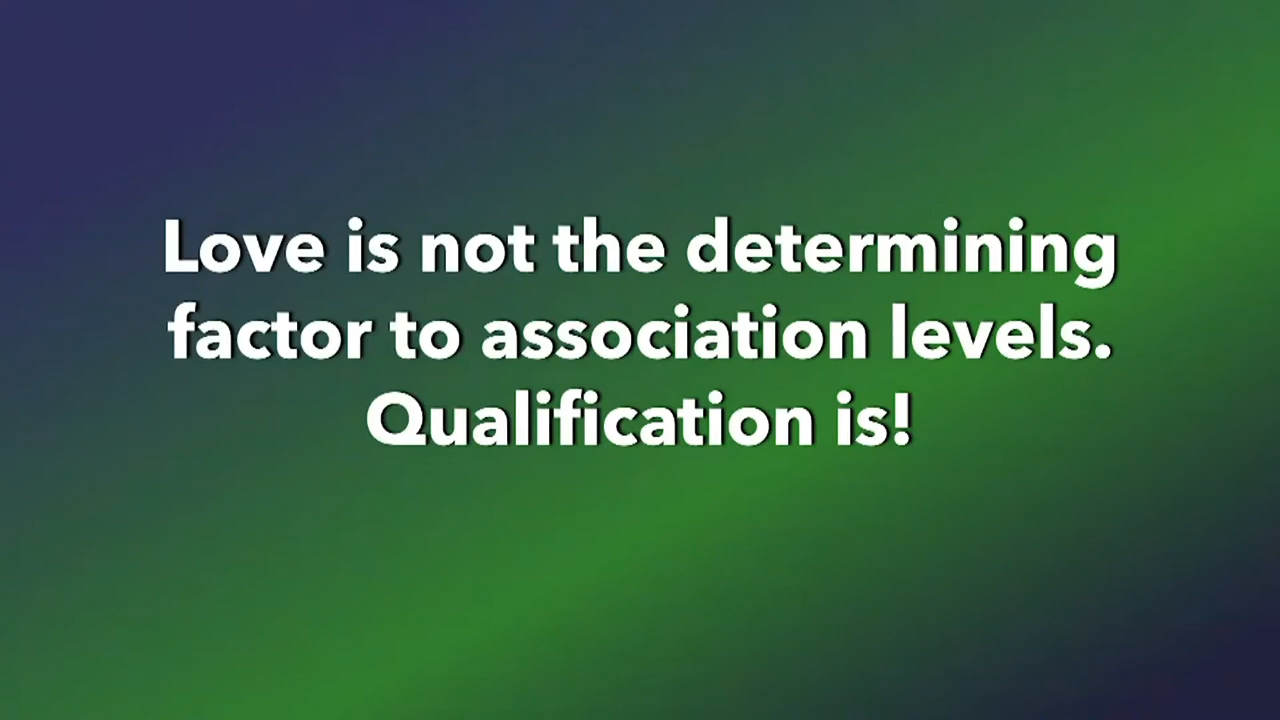 Love is not the determining
factor to association levels.
Qualification is!